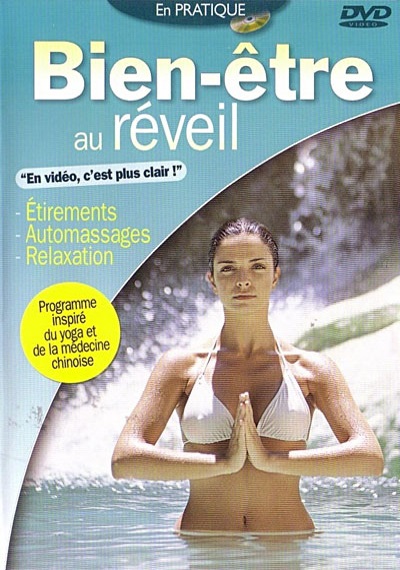 En PRATIQUE
DVD
VIDEO
Bien-être
au réveil
"En vidéo, c'est plus clair !"
- Étirements
- Automassages
- Relaxation
Programme
inspiré
du yoga et
de la médecine
chinoise